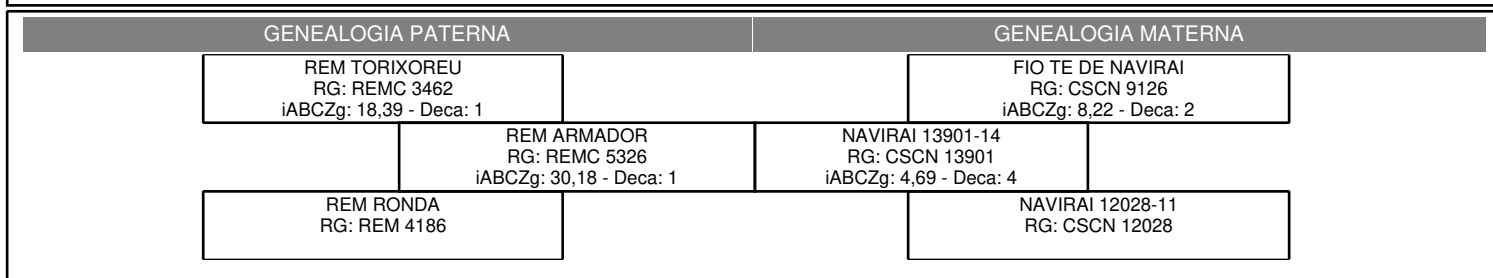 GENEALOGIA PATERNA
GENEALOGIA MATERNA
REM TORIXOREU
RG: REMC 3462
iABCZg: 18,39 - Deca: 1
FIO TE DE NAVIRAI
RG: CSCN 9126
iABCZg: 8,22 - Deca: 2
REM ARMADOR
RG: REMC 5326
iABCZg: 30,18 - Deca: 1
NAVIRAI 13901-14
RG: CSCN 13901
iABCZg: 4,69 - Deca: 4
REM RONDA
RG: REM 4186
NAVIRAI 12028-11
RG: CSCN 12028